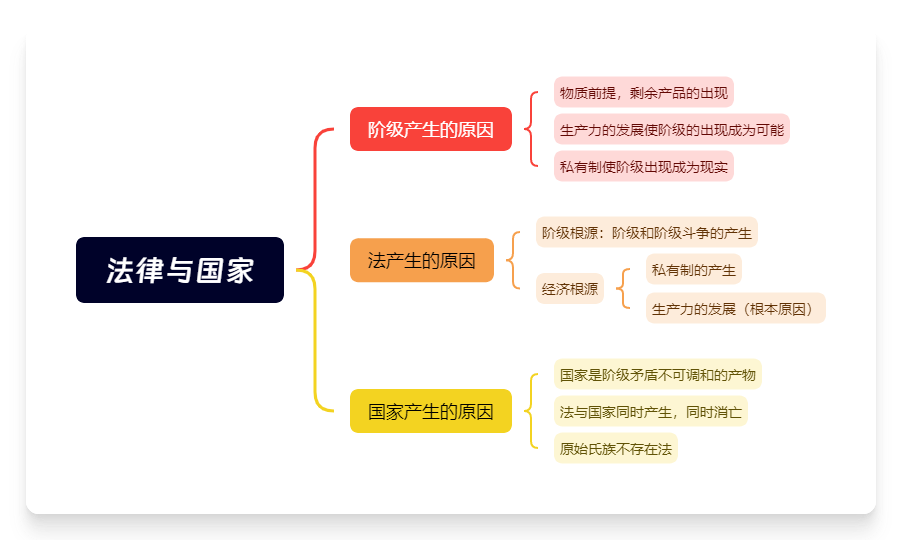 法律与国家
阶级产生的原因
物质前提，剩余产品的出现
生产力的发展使阶级的出现成为可能
私有制使阶级出现成为现实
法产生的原因
阶级根源：阶级和阶级斗争的产生
经济根源
私有制的产生
生产力的发展（根本原因）
国家产生的原因
国家是阶级矛盾不可调和的产物
法与国家同时产生，同时消亡
原始氏族不存在法